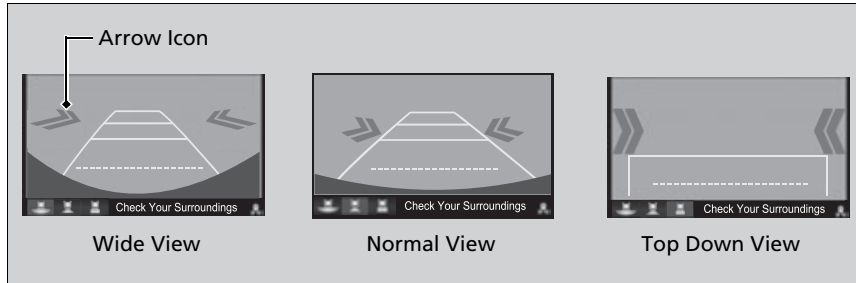 Arrow Icon
Check Your Surroundings
Check Your Surroundings
Check Your Surroundings
Wide View
Normal View
Top Down View